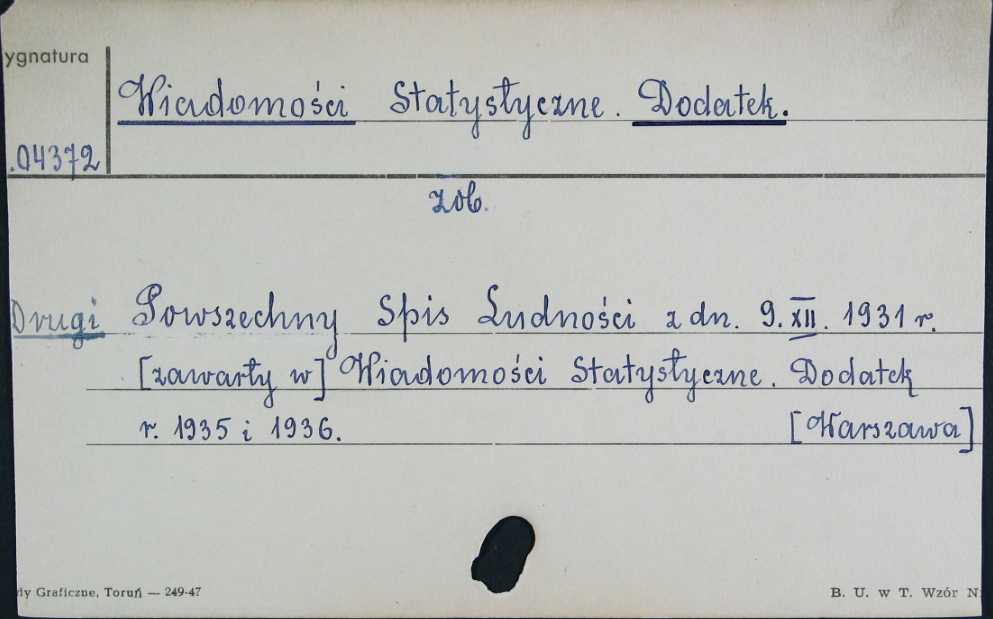 ygnatura
Wiadomości Statystyczne. Dodatek.
.04372
zob.
Drugi Powszechny Spis Ludności z dn. 9. XII. 1931 r.
[zawarty w] Wiadomości Statystyczne. Dodatek
r. 1935 i 1936. [Warszawa]
dy Graficzne, Toruń — 249-47
B. U. w T. Wzór N